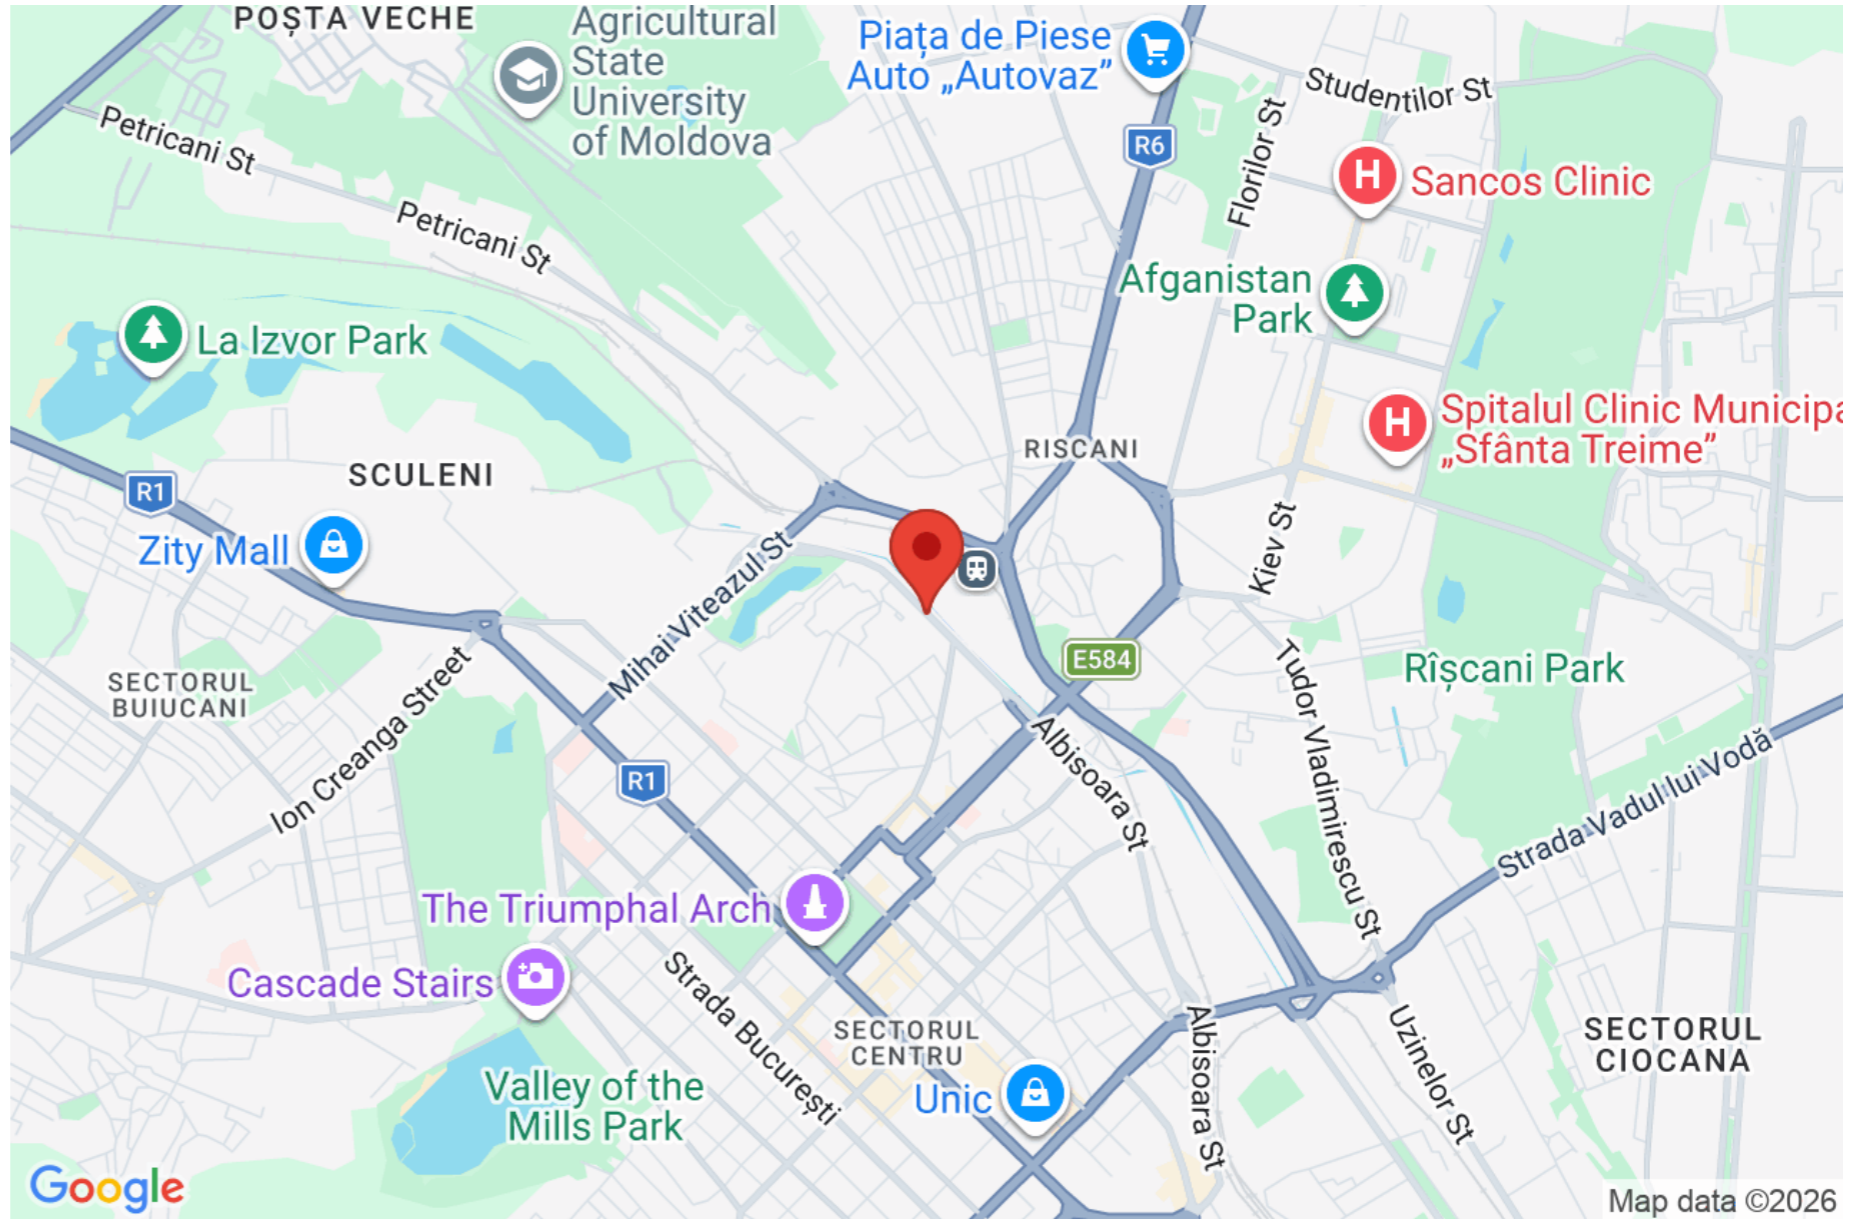 POȘTA VECHE
Agricultural
State
University
of Moldova
Piața de Piese
Auto „Autovaz”
Studentilor St
Petricani St
R6
Florilor St
Sancos Clinic
Petricani St
Afganistan
Park
La Izvor Park
Spitalul Clinic Municipa
„Sfânta Treime”
RISCANI
SCULENI
R1
Zity Mall
Kiev St
Mihai Viteazul St
E584
Rîșcani Park
SECTORUL
BUIUCANI
Ion Creanga Street
Tudor Vladimirescu St
Albisoara St
R1
Strada Vadul lui Vodă
The Triumphal Arch
Cascade Stairs
Strada București
SECTORUL
CENTRU
Albisoara St
Uzinelor St
SECTORUL
CIOCANA
Valley of the
Mills Park
Unic
Google
Map data ©2026